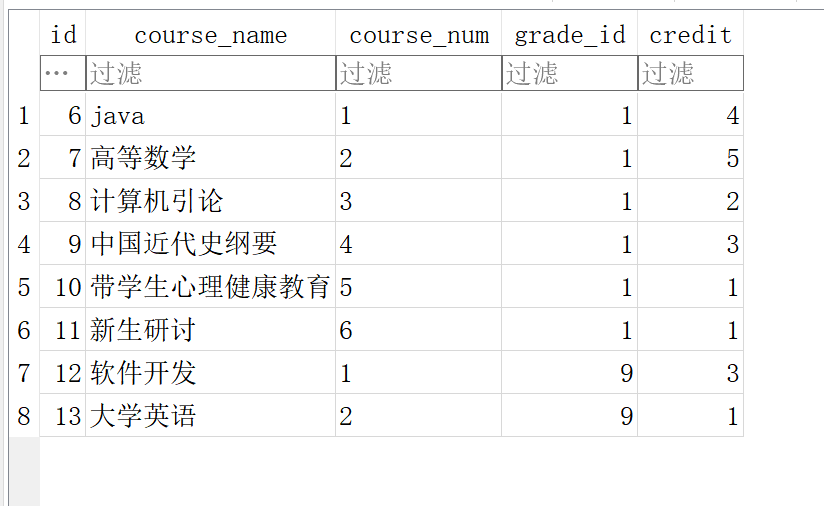 id course_name course_num grade_id credit
… 过滤 过滤 过滤 过滤
1 6 java 1 1 4
2 7 高等数学 2 1 5
3 8 计算机引论 3 1 2
4 9 中国近代史纲要 4 1 3
5 10 带学生心理健康教育 5 1 1
6 11 新生研讨 6 1 1
7 12 软件开发 1 9 3
8 13 大学英语 2 9 1